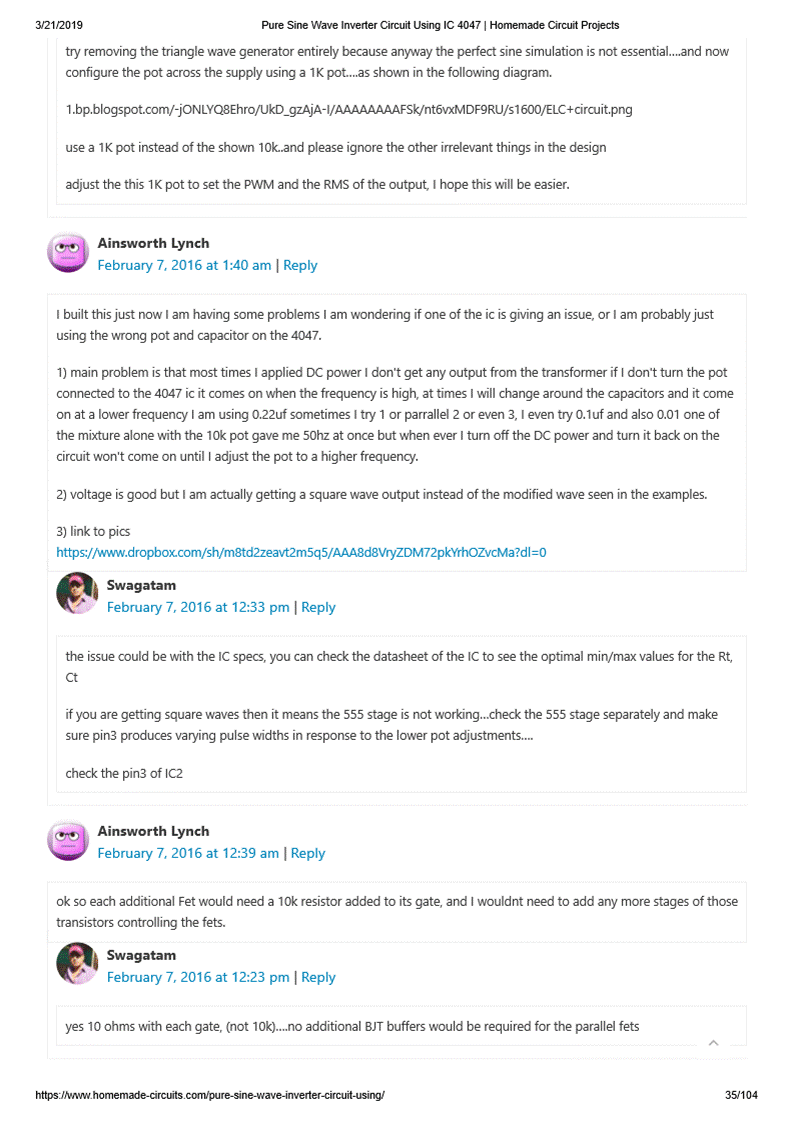 3/21/2019
Pure Sine Wave Inverter Circuit Using IC 4047 | Homemade Circuit Projects
try removing the triangle wave generator entirely because anyway the perfect sine simulation is not essential....and now
configure the pot across the supply using a 1K pot....as shown in the following diagram.
1.bp.blogspot.com/-jONLYQ8Ehro/UkD_gzAjA-I/AAAAAAAAFSk/nt6vxMDF9RU/s1600/ELC+circuit.png
use a 1K pot instead of the shown 10k..and please ignore the other irrelevant things in the design
adjust the this 1K pot to set the PWM and the RMS of the output, I hope this will be easier.
Ainsworth Lynch
February 7, 2016 at 1:40 am | Reply
I built this just now I am having some problems I am wondering if one of the ic is giving an issue, or I am probably just
using the wrong pot and capacitor on the 4047.
1) main problem is that most times I applied DC power I don't get any output from the transformer if I don't turn the pot
connected to the 4047 ic it comes on when the frequency is high, at times I will change around the capacitors and it come
on at a lower frequency I am using 0.22uf sometimes I try 1 or parrallel 2 or even 3, I even try 0.1uf and also 0.01 one of
the mixture alone with the 10k pot gave me 50hz at once but when ever I turn off the DC power and turn it back on the
circuit won't come on until I adjust the pot to a higher frequency.
2) voltage is good but I am actually getting a square wave output instead of the modified wave seen in the examples.
3) link to pics
https://www.dropbox.com/sh/m8td2zeavt2m5q5/AAA8d8VryZDM72pkYrhOZvcMa?dl=0
Swagatam
February 7, 2016 at 12:33 pm | Reply
the issue could be with the IC specs, you can check the datasheet of the IC to see the optimal min/max values for the Rt,
Ct
if you are getting square waves then it means the 555 stage is not working...check the 555 stage separately and make
sure pin3 produces varying pulse widths in response to the lower pot adjustments....
check the pin3 of IC2
Ainsworth Lynch
February 7, 2016 at 12:39 am | Reply
ok so each additional Fet would need a 10k resistor added to its gate, and I wouldnt need to add any more stages of those
transistors controlling the fets.
Swagatam
February 7, 2016 at 12:23 pm | Reply
yes 10 ohms with each gate, (not 10k)....no additional BJT buffers would be required for the parallel fets
https://www.homemade-circuits.com/pure-sine-wave-inverter-circuit-using/
35/104